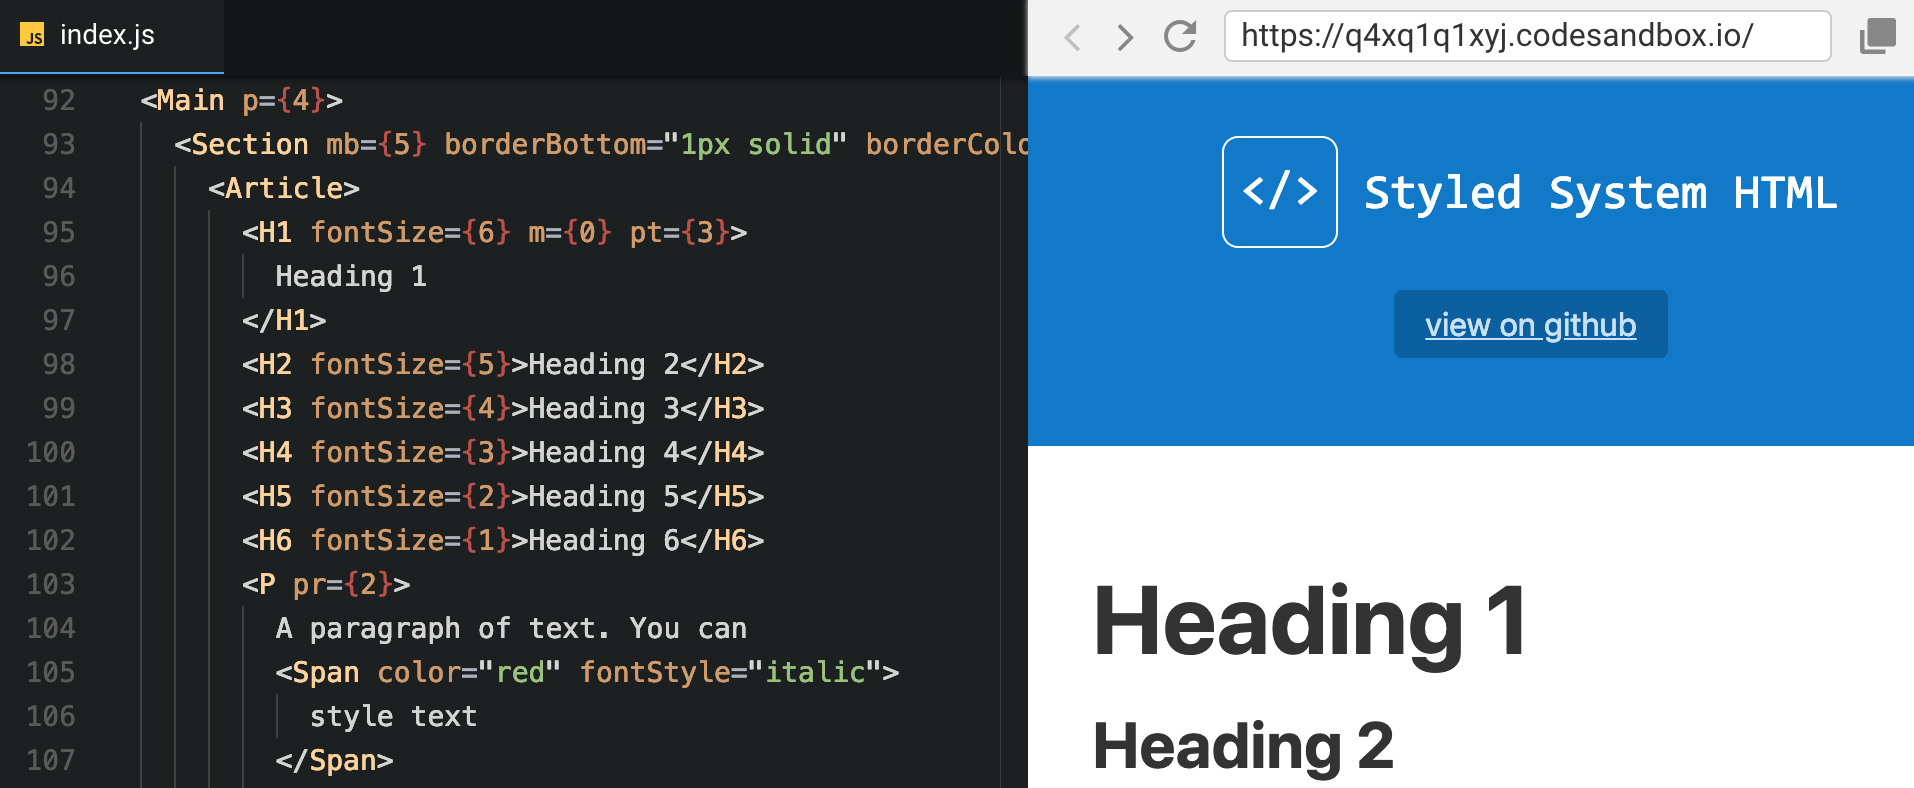 JS index.js
92 <Main p={4}>
93 <Section mb={5} borderBottom="1px solid" borderColo
94 <Article>
95 <H1 fontSize={6} m={0} pt={3}>
96 Heading 1
97 </H1>
98 <H2 fontSize={5}>Heading 2</H2>
99 <H3 fontSize={4}>Heading 3</H3>
100 <H4 fontSize={3}>Heading 4</H4>
101 <H5 fontSize={2}>Heading 5</H5>
102 <H6 fontSize={1}>Heading 6</H6>
103 <P pr={2}>
104 A paragraph of text. You can
105 <Span color="red" fontStyle="italic">
106 style text
107 </Span>
https://q4xq1q1xyj.codesandbox.io/
</> Styled System HTML
view on github
Heading 1
Heading 2